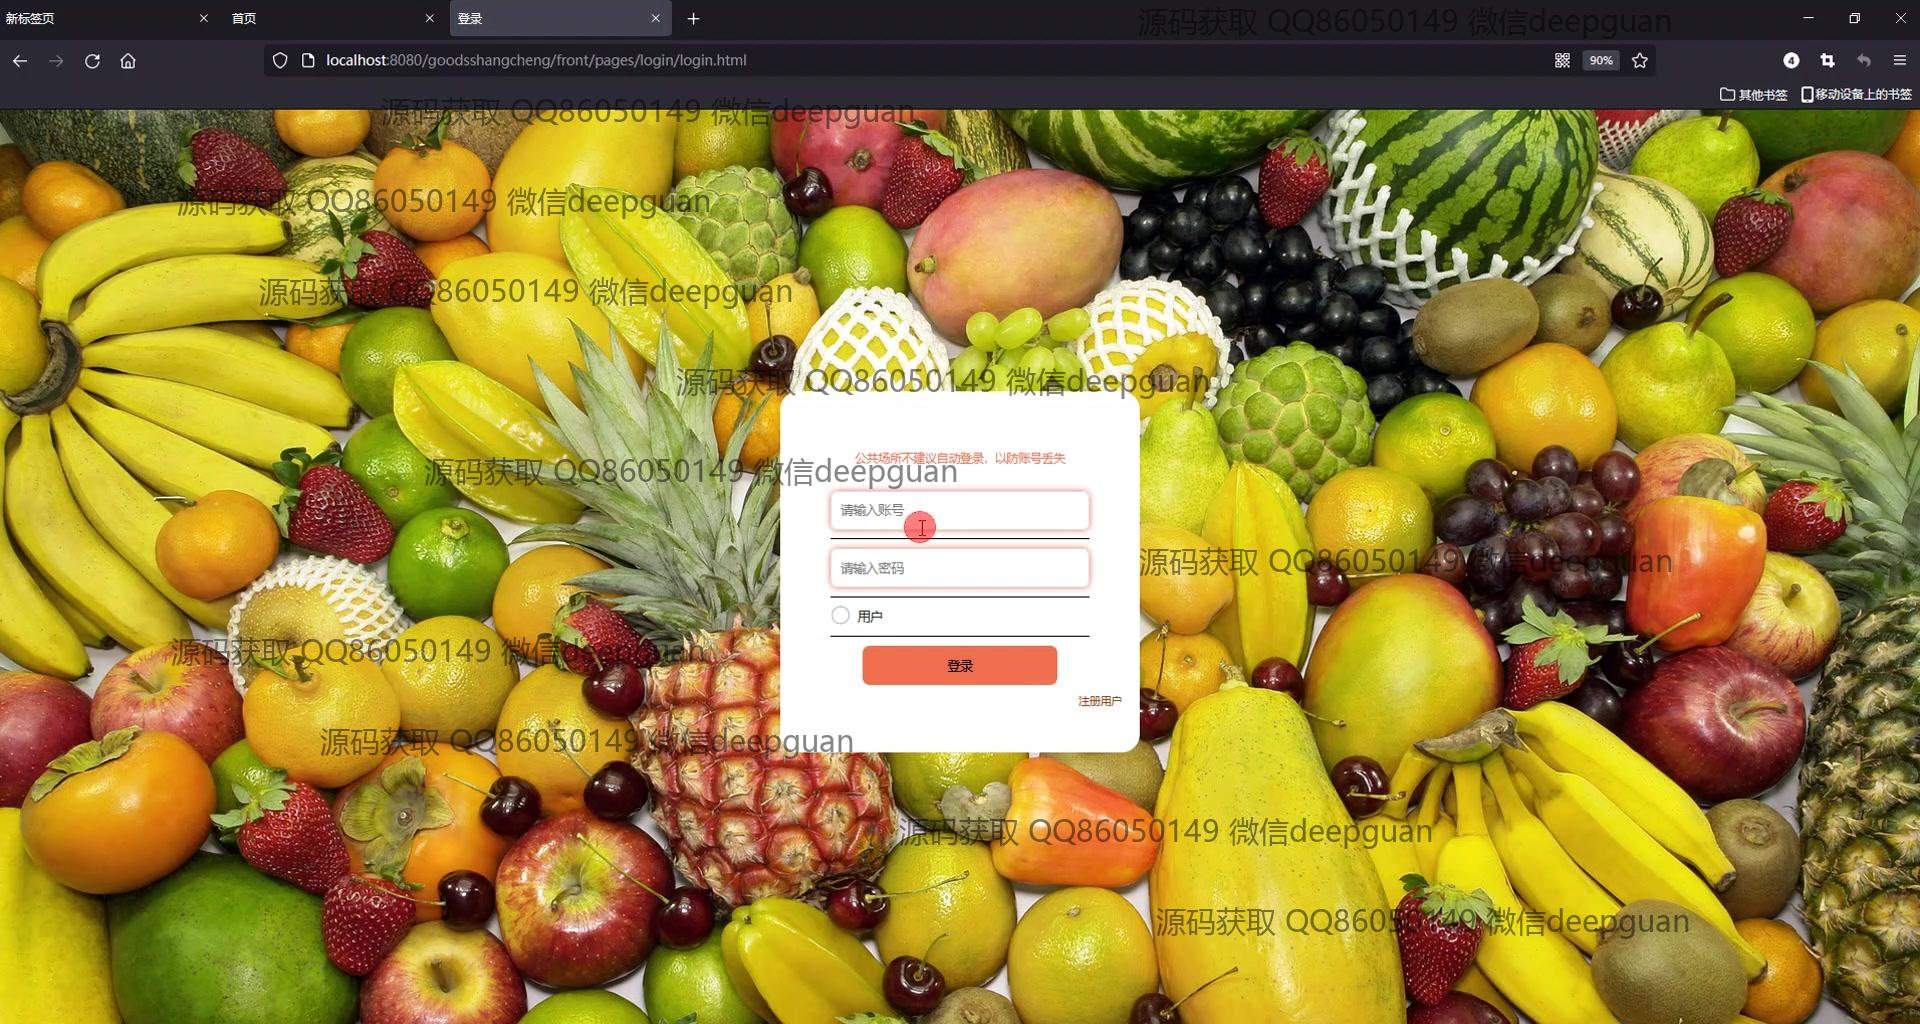 新标签页
首页
登录
源码获取 QQ86050149 微信deepguan
localhost:8080/goodsshangcheng/front/pages/login/login.html
90%
4
其他书签
移动设备上的书签
源码获取 QQ86050149 微信deepguan
源码获取 QQ86050149 微信deepguan
源码获取 QQ86050149 微信deepguan
源码获取 QQ86050149 微信deepguan
公共场所不建议自动登录，以防账号丢失
源码获取 QQ86050149 微信deepguan
请输入账号
源码获取 QQ86050149 微信deepguan
请输入密码
用户
源码获取 QQ86050149 微信deepguan
登录
注册用户
源码获取 QQ86050149 微信deepguan
源码获取 QQ86050149 微信deepguan
源码获取 QQ86050149 微信deepguan